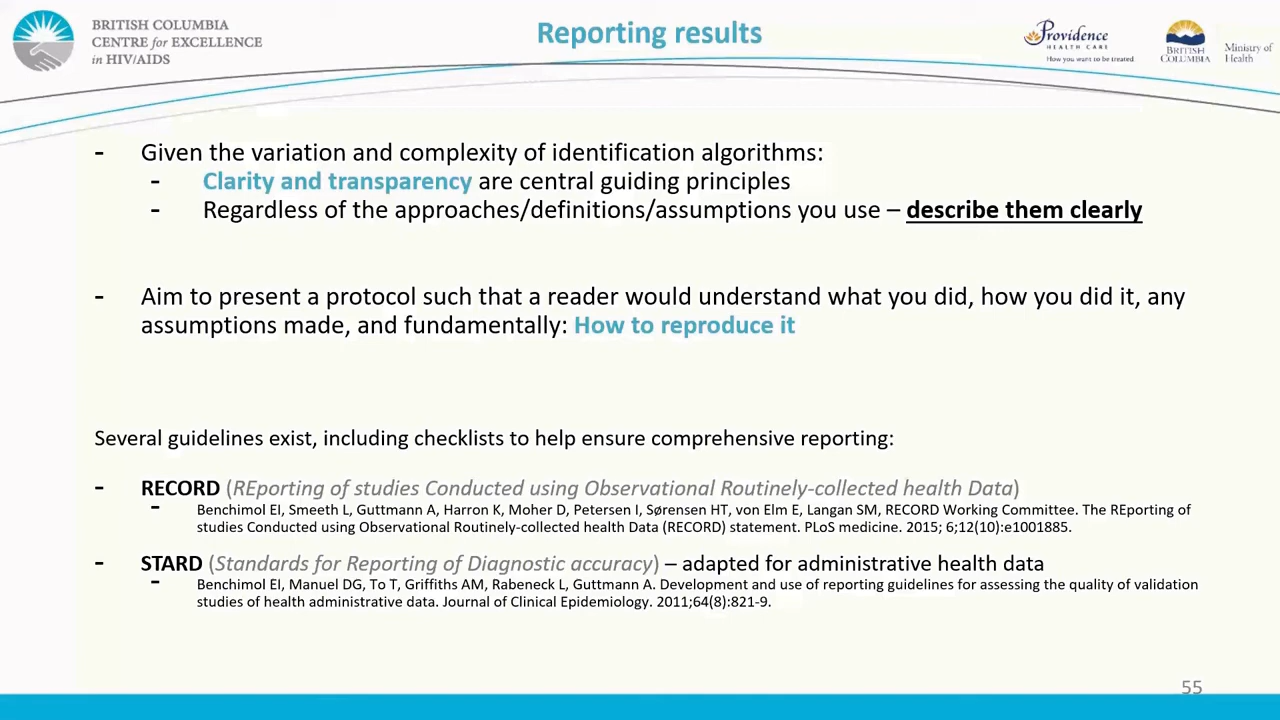 BRITISH COLUMBIA
CENTRE for EXCELLENCE
in HIV/AIDS
Reporting results
Providence
HEALTH CARE
How you want to be treated.
BRITISH
COLUMBIA
Ministry of
Health
- Given the variation and complexity of identification algorithms:
- Clarity and transparency are central guiding principles
- Regardless of the approaches/definitions/assumptions you use – describe them clearly
- Aim to present a protocol such that a reader would understand what you did, how you did it, any
assumptions made, and fundamentally: How to reproduce it
Several guidelines exist, including checklists to help ensure comprehensive reporting:
- RECORD (REporting of studies Conducted using Observational Routinely-collected health Data)
- Benchimol EI, Smeeth L, Guttmann A, Harron K, Moher D, Petersen I, Sørensen HT, von Elm E, Langan SM, RECORD Working Committee. The REporting of
studies Conducted using Observational Routinely-collected health Data (RECORD) statement. PLoS medicine. 2015; 6;12(10):e1001885.
- STARD (Standards for Reporting of Diagnostic accuracy) – adapted for administrative health data
- Benchimol EI, Manuel DG, To T, Griffiths AM, Rabeneck L, Guttmann A. Development and use of reporting guidelines for assessing the quality of validation
studies of health administrative data. Journal of Clinical Epidemiology. 2011;64(8):821-9.
55